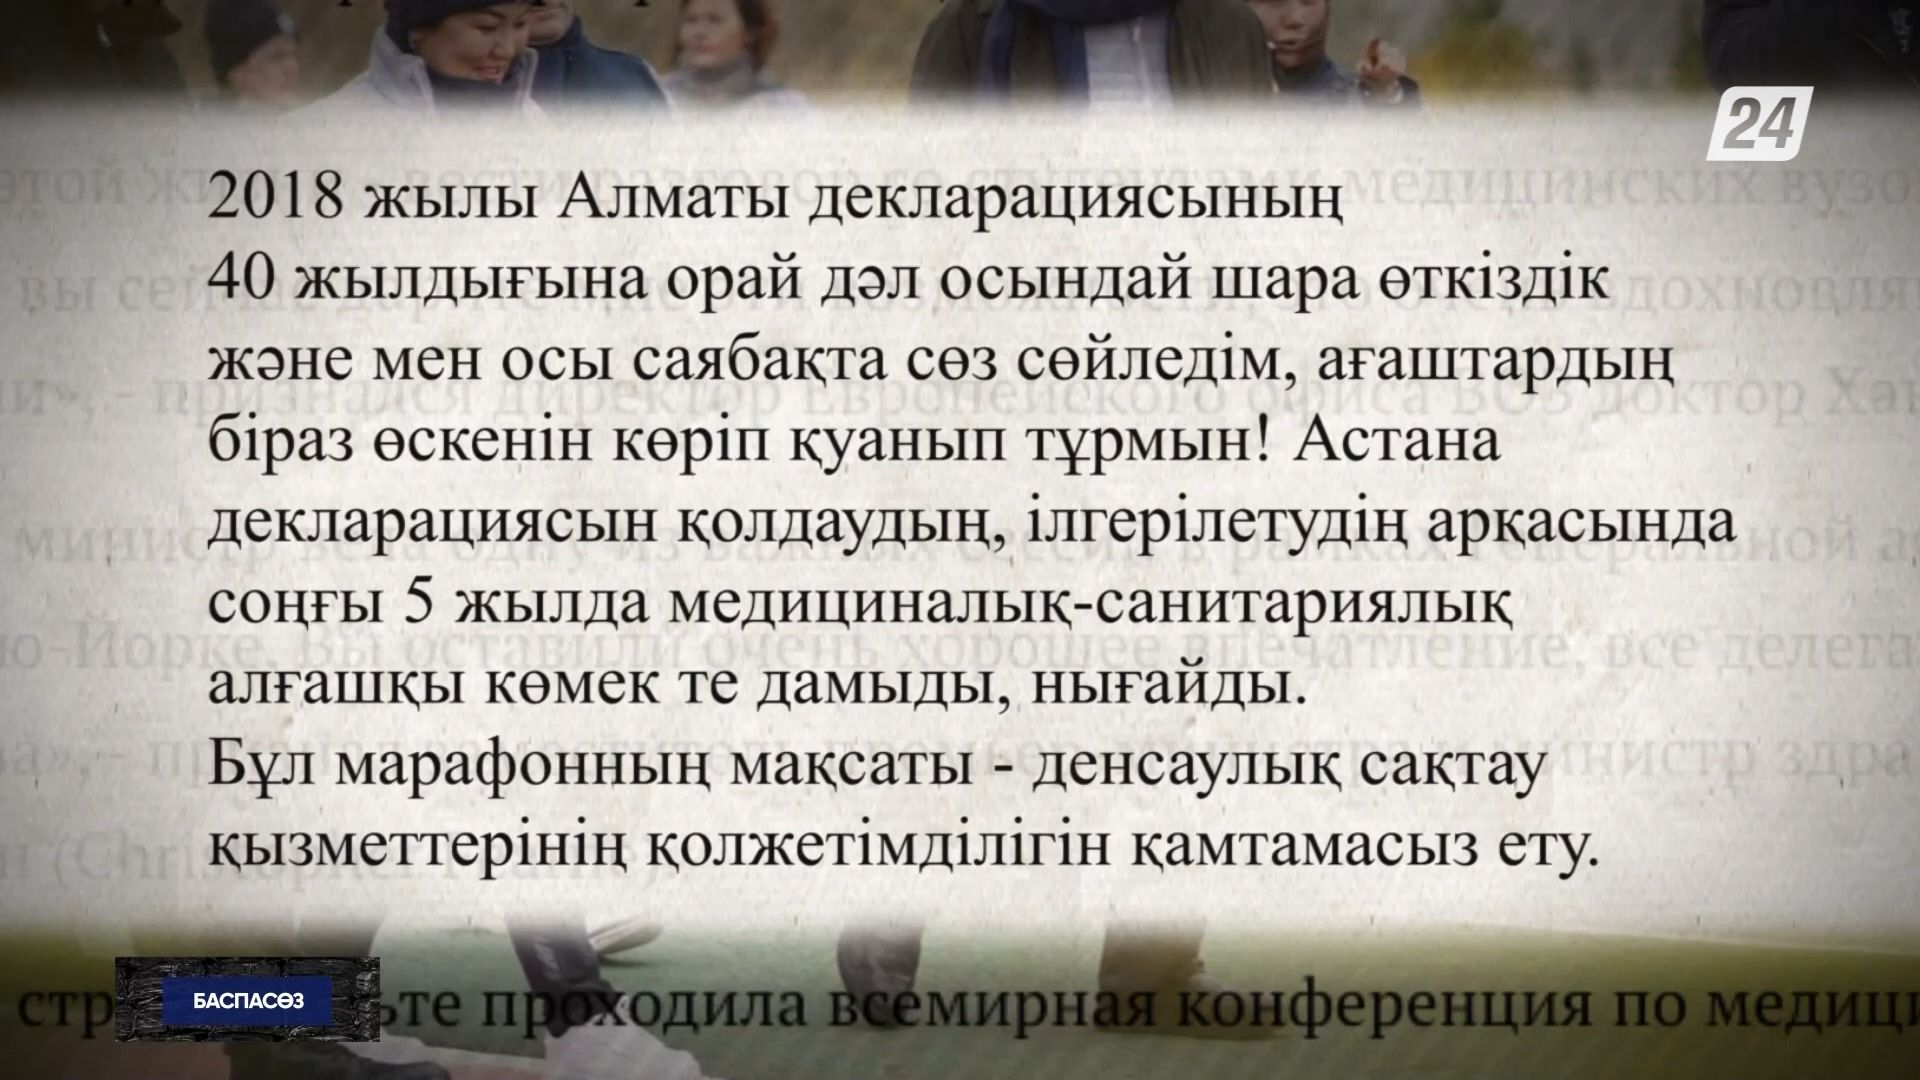 24
2018 жылы Алматы декларациясының
40 жылдығына орай дәл осындай шара өткіздік
және мен осы саябақта сөз сөйледім, ағаштардың
біраз өскенін көріп қуанып тұрмын! Астана
декларациясын қолдаудың, ілгерілетудің арқасында
соңғы 5 жылда медициналық-санитариялық
алғашқы көмек те дамыды, нығайды.
Бұл марафонның мақсаты - денсаулық сақтау
қызметтерінің қолжетімділігін қамтамасыз ету.
БАСПАСӨЗ
проходила всемирная конференция по